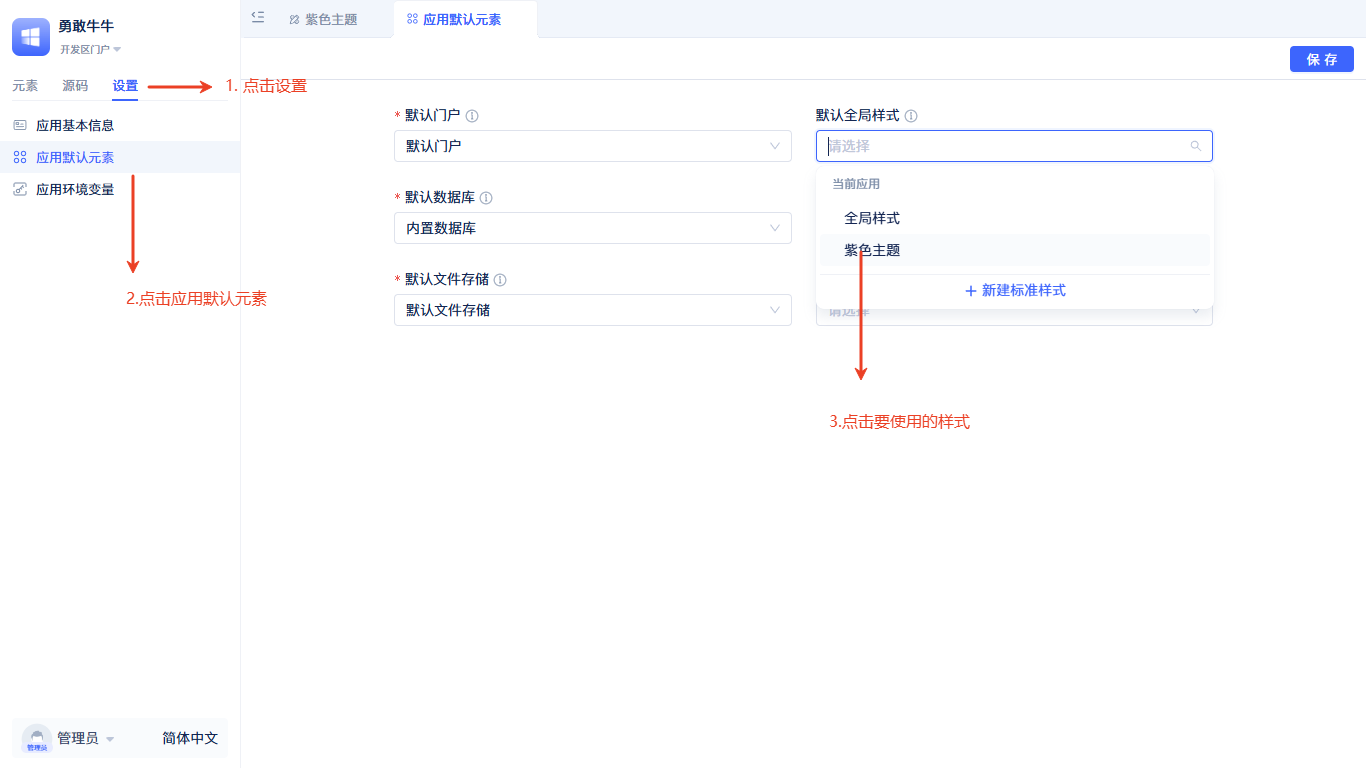 勇敢牛牛
开发区门户
元素 源码 设置
1. 点击设置
应用基本信息
应用默认元素
应用环境变量
2.点击应用默认元素
管理员
管理员
简体中文
紫色主题
应用默认元素
保 存
* 默认门户
默认门户
* 默认数据库
内置数据库
* 默认文件存储
默认文件存储
默认全局样式
请选择
当前应用
全局样式
紫色主题
+ 新建标准样式
请选择
3.点击要使用的样式